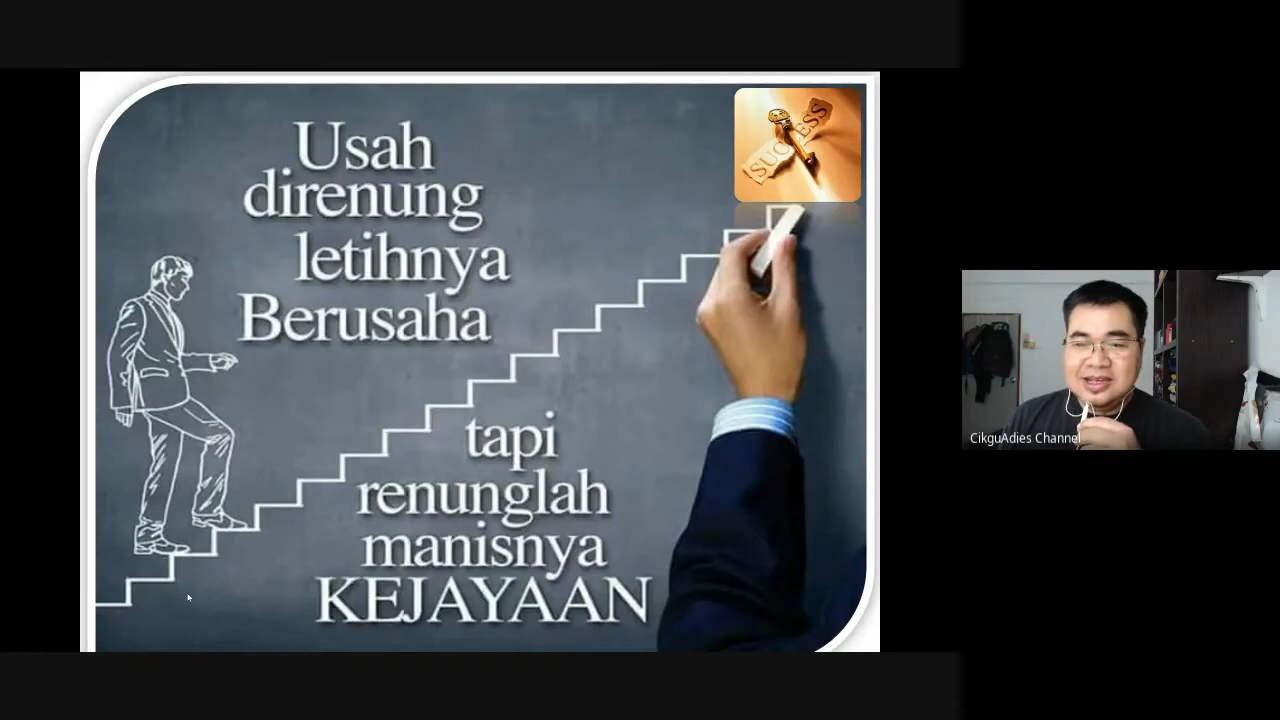 Usah
direnung
letihnya
Berusaha
tapi
renunglah
manisnya
KEJAYAAN
SUCCESS
CikguAdies Channel